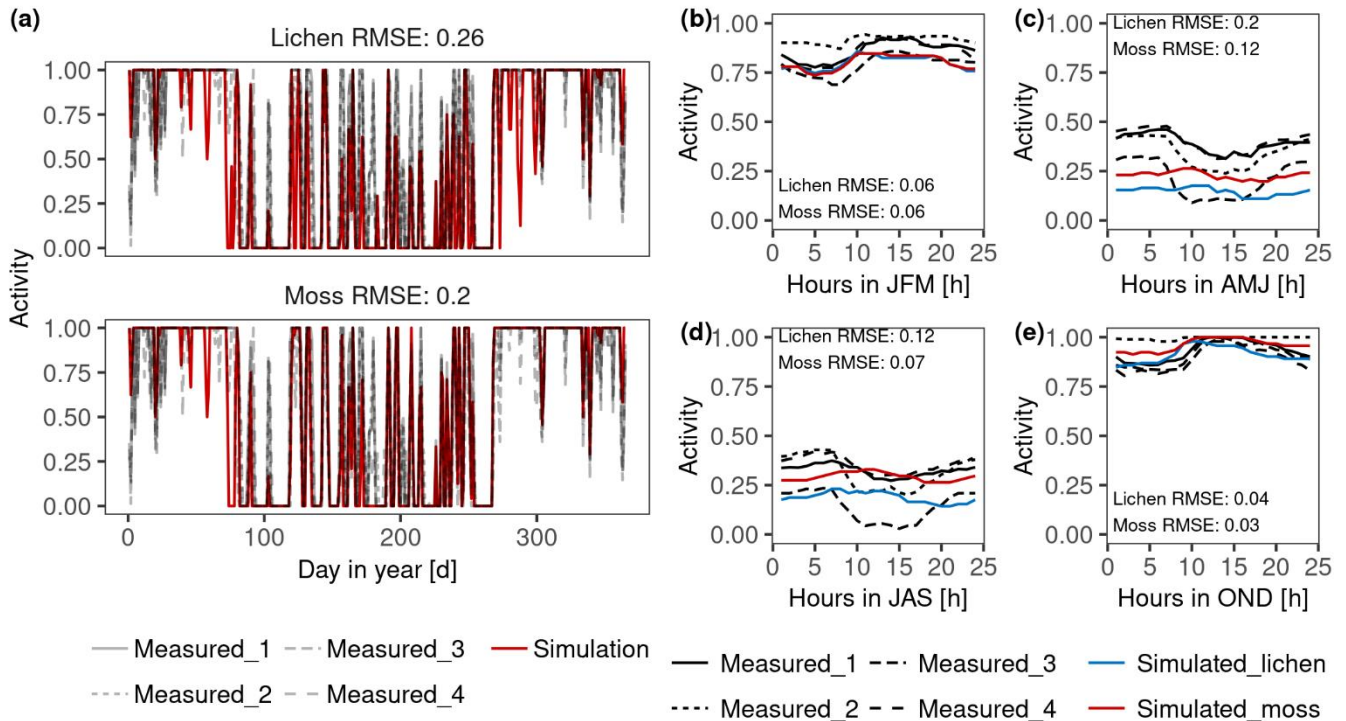 (a)
Lichen RMSE: 0.26
1.00
0.75
0.50
0.25
0.00
Activity
Moss RMSE: 0.2
1.00
0.75
0.50
0.25
0.00
0 100 200 300
Day in year [d]
Measured_1 Measured_3 Simulation
Measured_2 Measured_4
(b)
1.00
0.75
0.50
0.25
0.00
Activity
Lichen RMSE: 0.06
Moss RMSE: 0.06
0 5 10 15 20 25
Hours in JFM [h]
(c)
1.00
0.75
0.50
0.25
0.00
Activity
Lichen RMSE: 0.2
Moss RMSE: 0.12
0 5 10 15 20 25
Hours in AMJ [h]
(d)
1.00
0.75
0.50
0.25
0.00
Activity
Lichen RMSE: 0.12
Moss RMSE: 0.07
0 5 10 15 20 25
Hours in JAS [h]
(e)
1.00
0.75
0.50
0.25
0.00
Activity
Lichen RMSE: 0.04
Moss RMSE: 0.03
0 5 10 15 20 25
Hours in OND [h]
Measured_1 Measured_3 Simulated_lichen
Measured_2 Measured_4 Simulated_moss